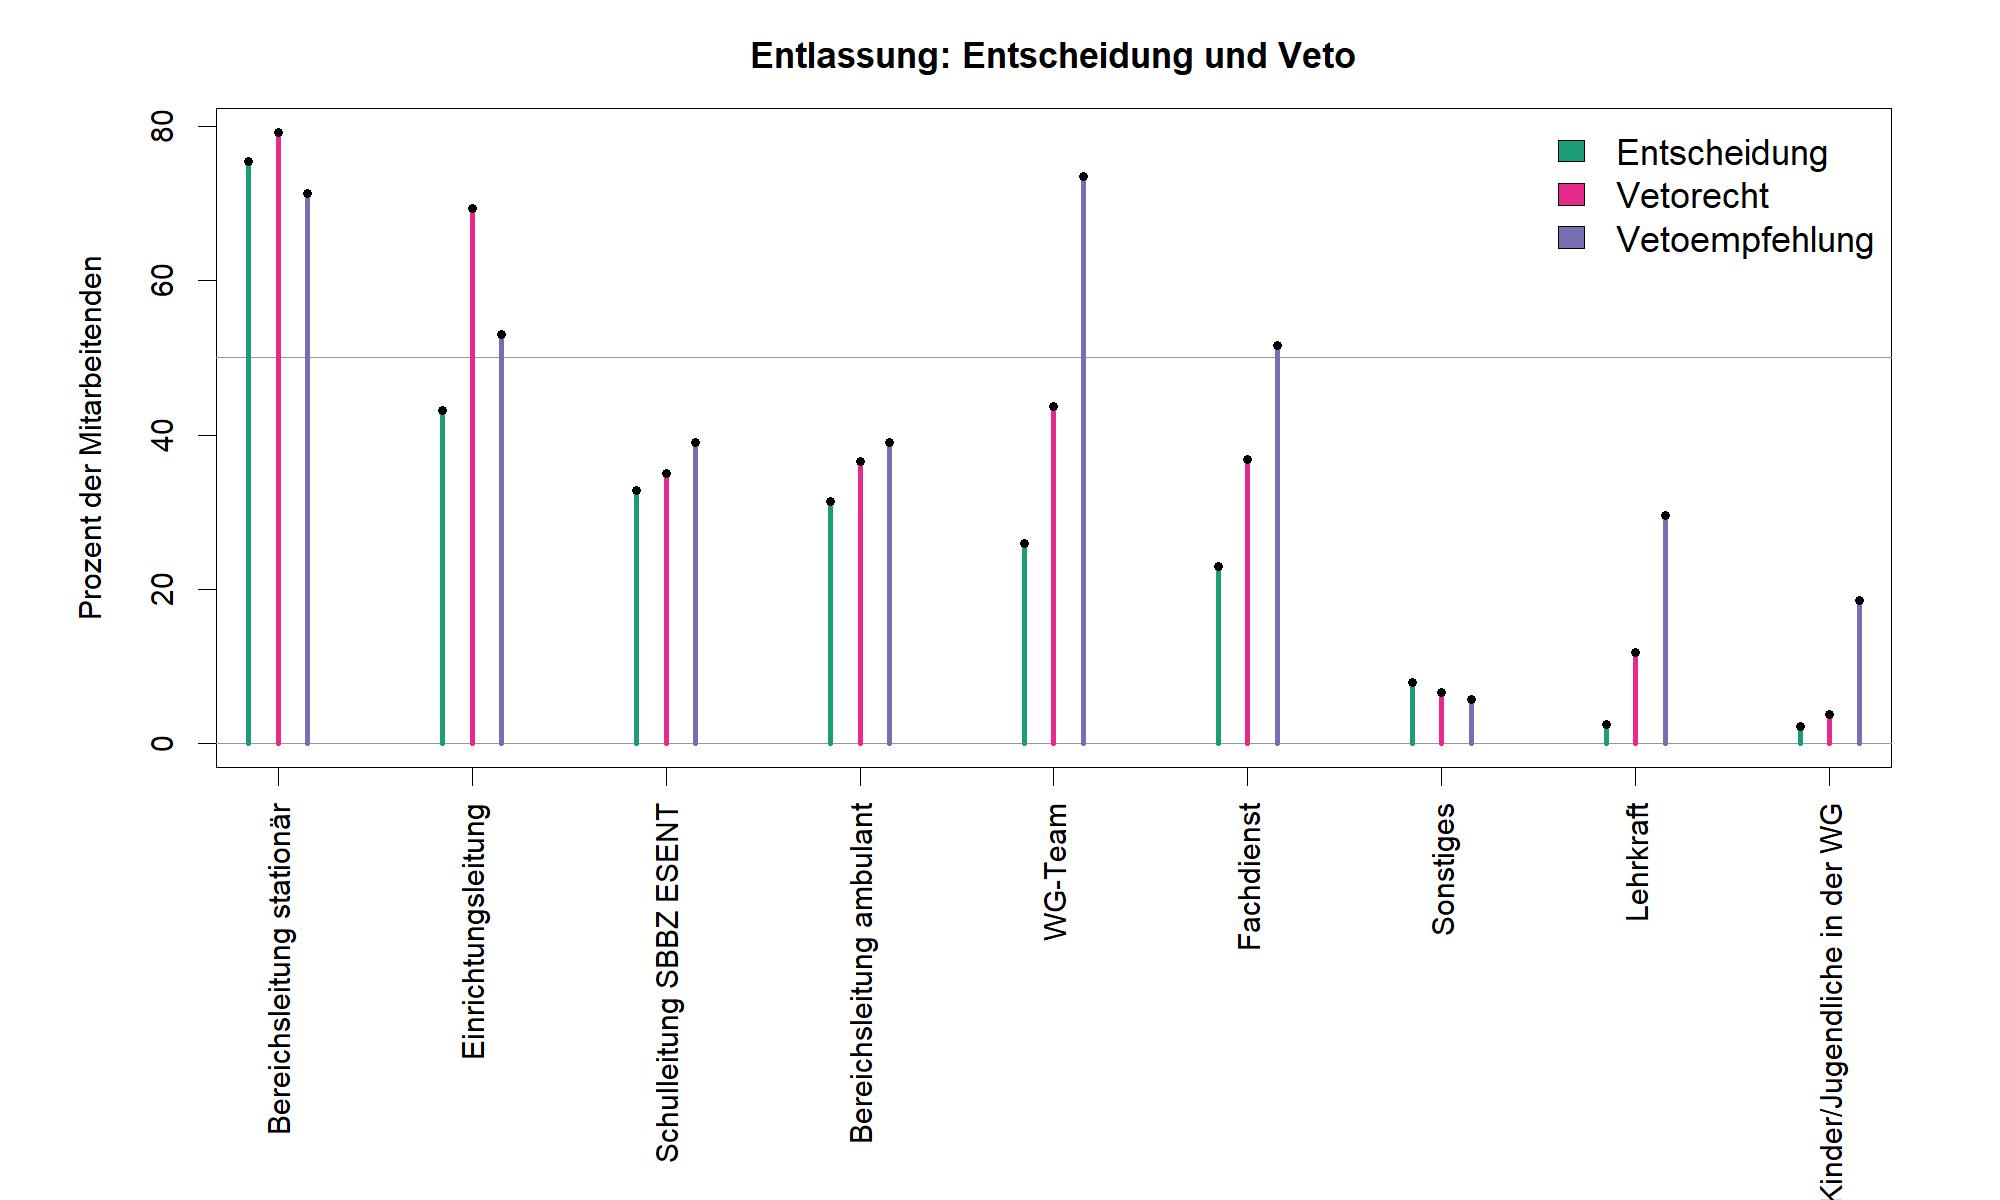 Entlassung: Entscheidung und Veto
Prozent der Mitarbeitenden
80
60
40
20
0
Entscheidung
Vetorecht
Vetoempfehlung
Bereichsleitung stationär
Einrichtungsleitung
Schulleitung SBBZ ESENT
Bereichsleitung ambulant
WG-Team
Fachdienst
Sonstiges
Lehrkraft
Kinder/Jugendliche in der WG